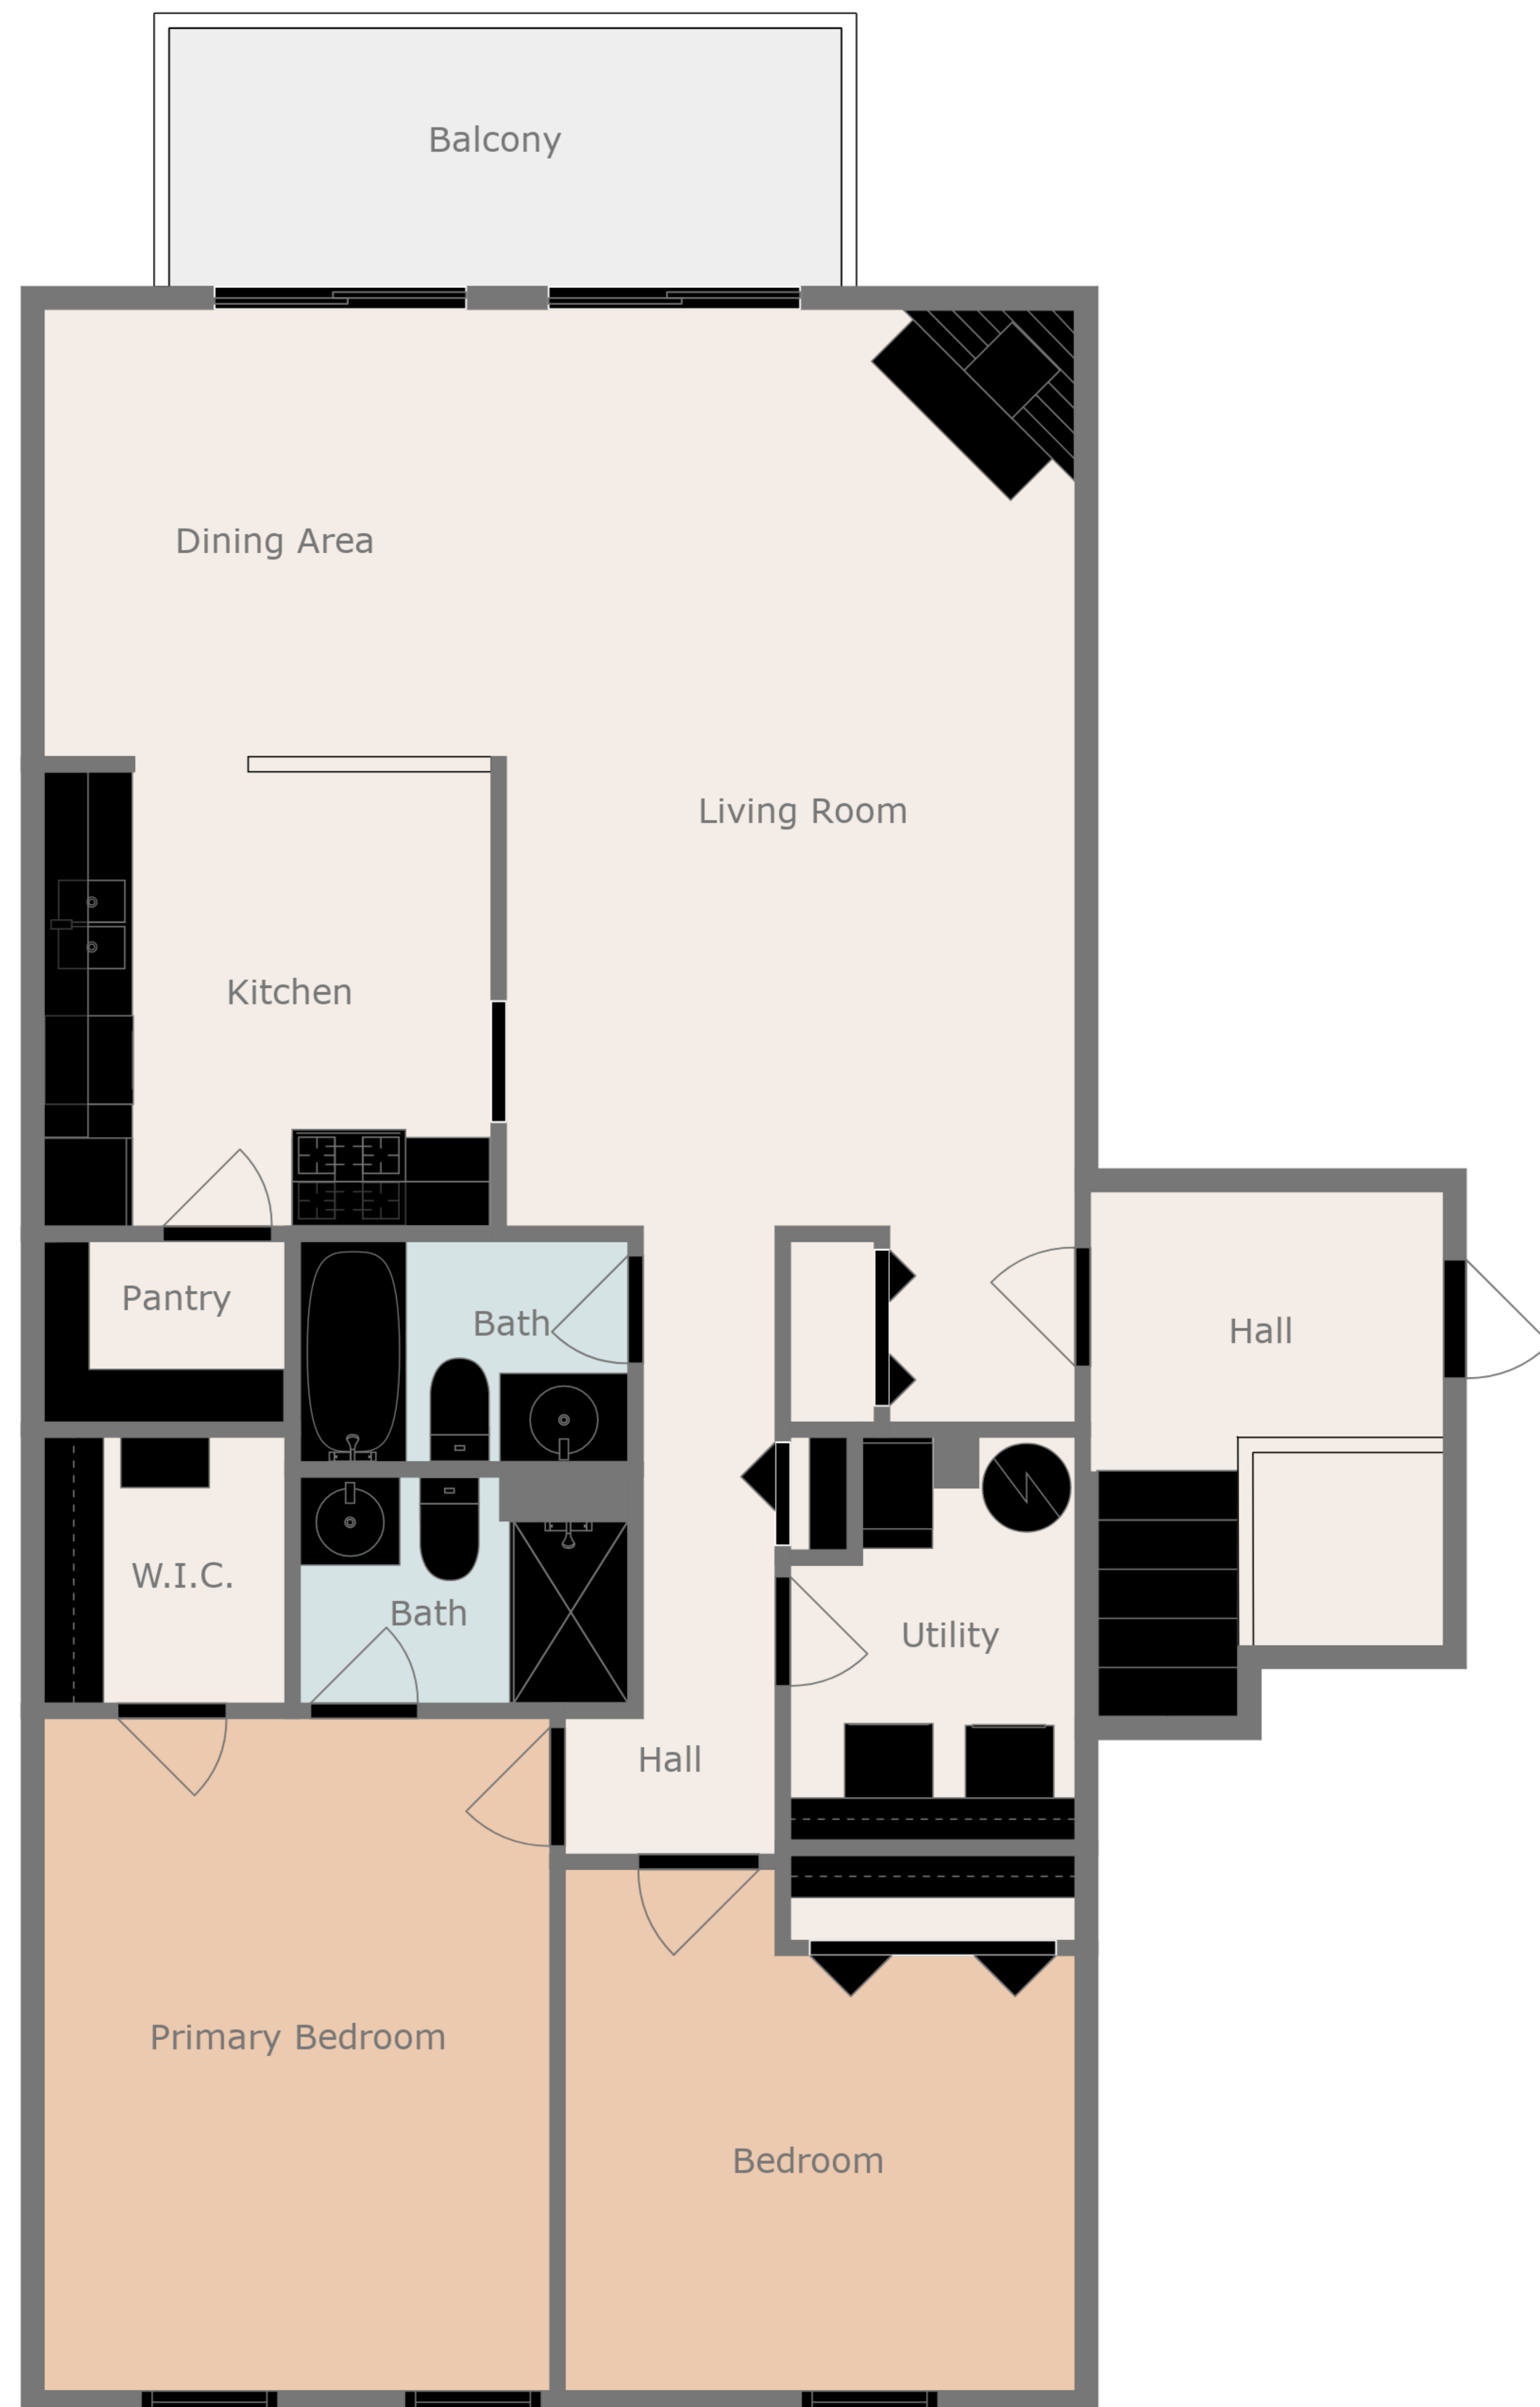 Balcony
Dining Area
Living Room
Kitchen
Pantry
Bath
Hall
W.I.C.
Bath
Utility
Hall
Primary Bedroom
Bedroom